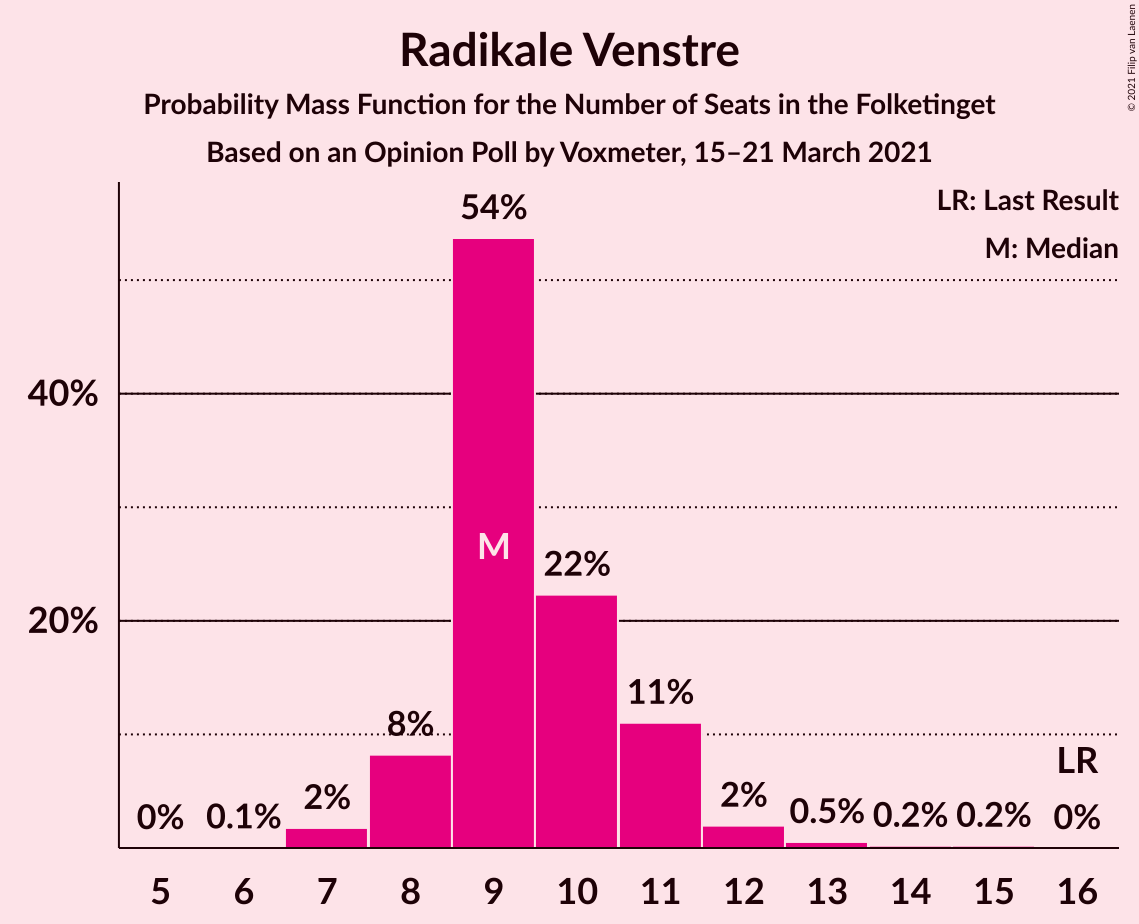 Radikale Venstre
Probability Mass Function for the Number of Seats in the Folketinget
Based on an Opinion Poll by Voxmeter, 15–21 March 2021
© 2021 Filip van Laenen
LR: Last Result
M: Median
54%
40%
M
22%
20%
11%
8%
LR
2%
2%
0%
0.1%
0.5%
0.2%
0.2%
0%
5 6 7 8 9 10 11 12 13 14 15 16